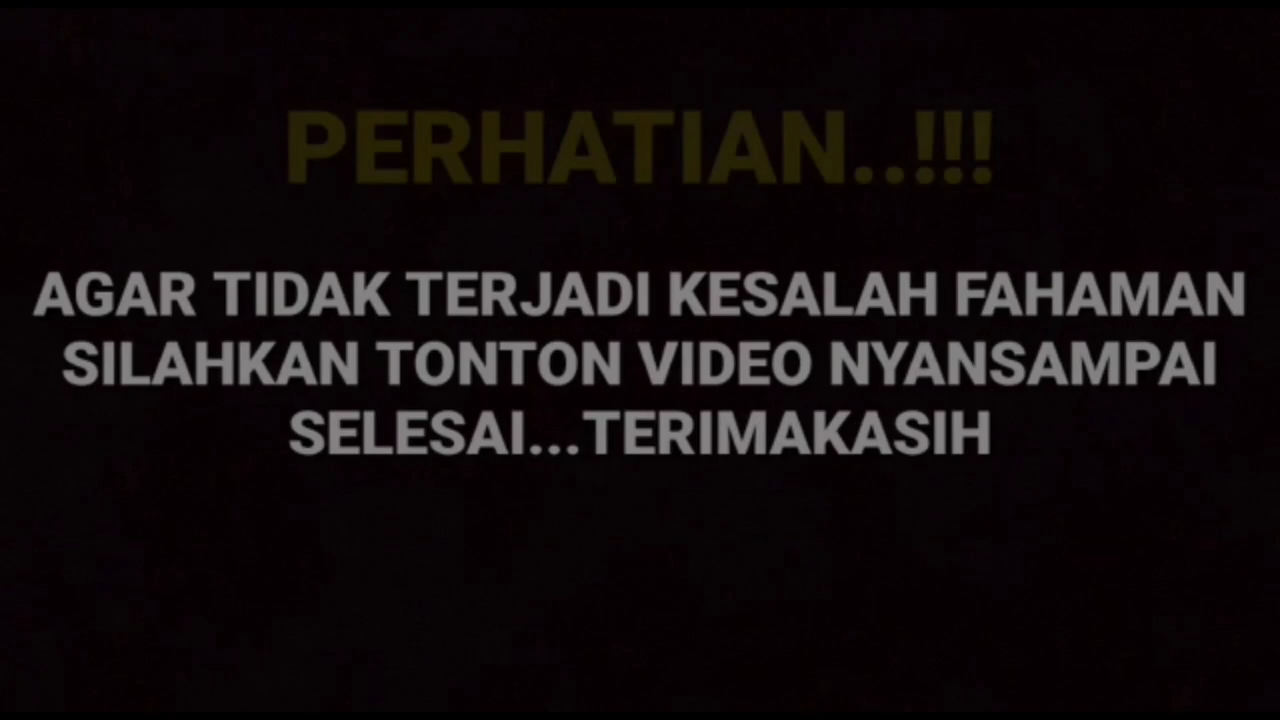 PERHATIAN..!!!
AGAR TIDAK TERJADI KESALAH FAHAMAN
SILAHKAN TONTON VIDEO NYANSAMPAI
SELESAI...TERIMAKASIH